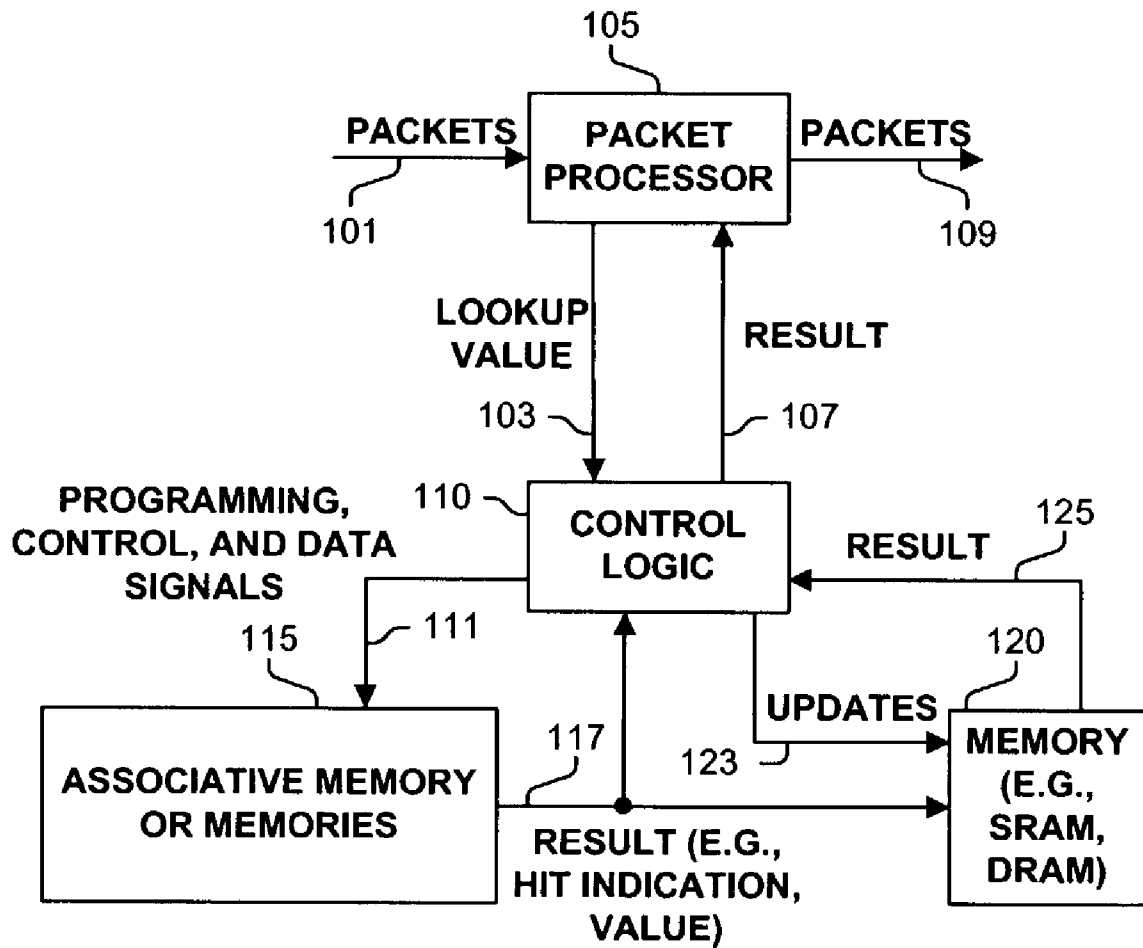 105
PACKETS
PACKET
PROCESSOR
PACKETS
101
109
LOOKUP
VALUE
RESULT
103
107
PROGRAMMING,
CONTROL, AND DATA
SIGNALS
110
CONTROL
LOGIC
RESULT
125
111
115
120
UPDATES
123
117
ASSOCIATIVE MEMORY
OR MEMORIES
MEMORY
(E.G.,
SRAM,
DRAM)
RESULT (E.G.,
HIT INDICATION,
VALUE)